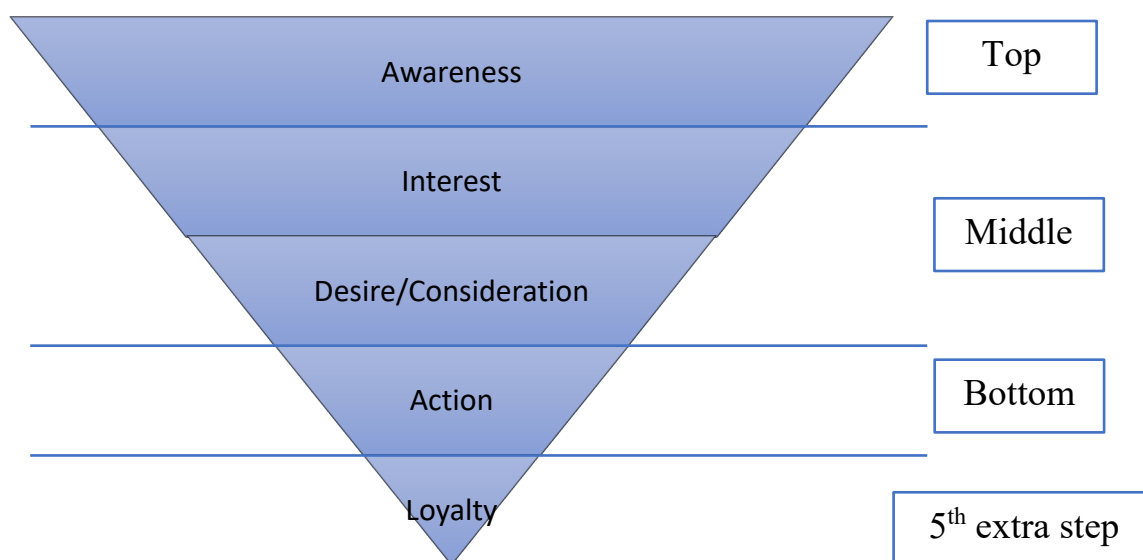 Awareness
Top
Interest
Middle
Desire/Consideration
Action
Bottom
Loyalty
5th extra step